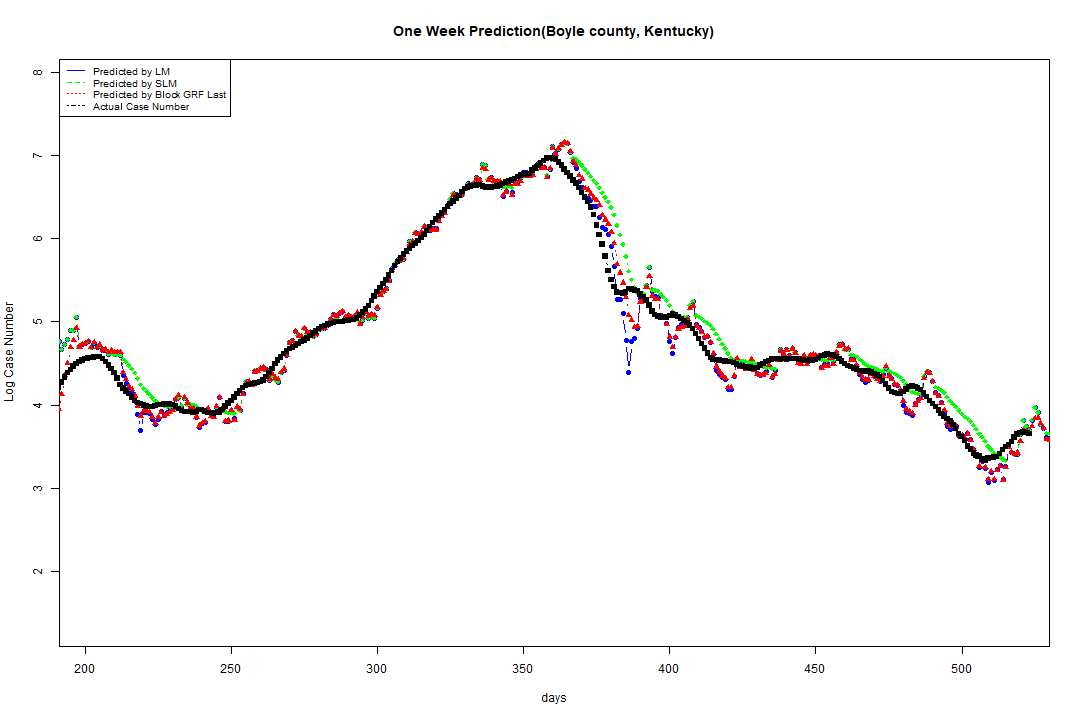 One Week Prediction(Boyle county, Kentucky)
Predicted by LM
Predicted by SLM
Predicted by Block GRF Last
Actual Case Number
8
7
6
5
4
3
2
Log Case Number
200 250 300 350 400 450 500
days